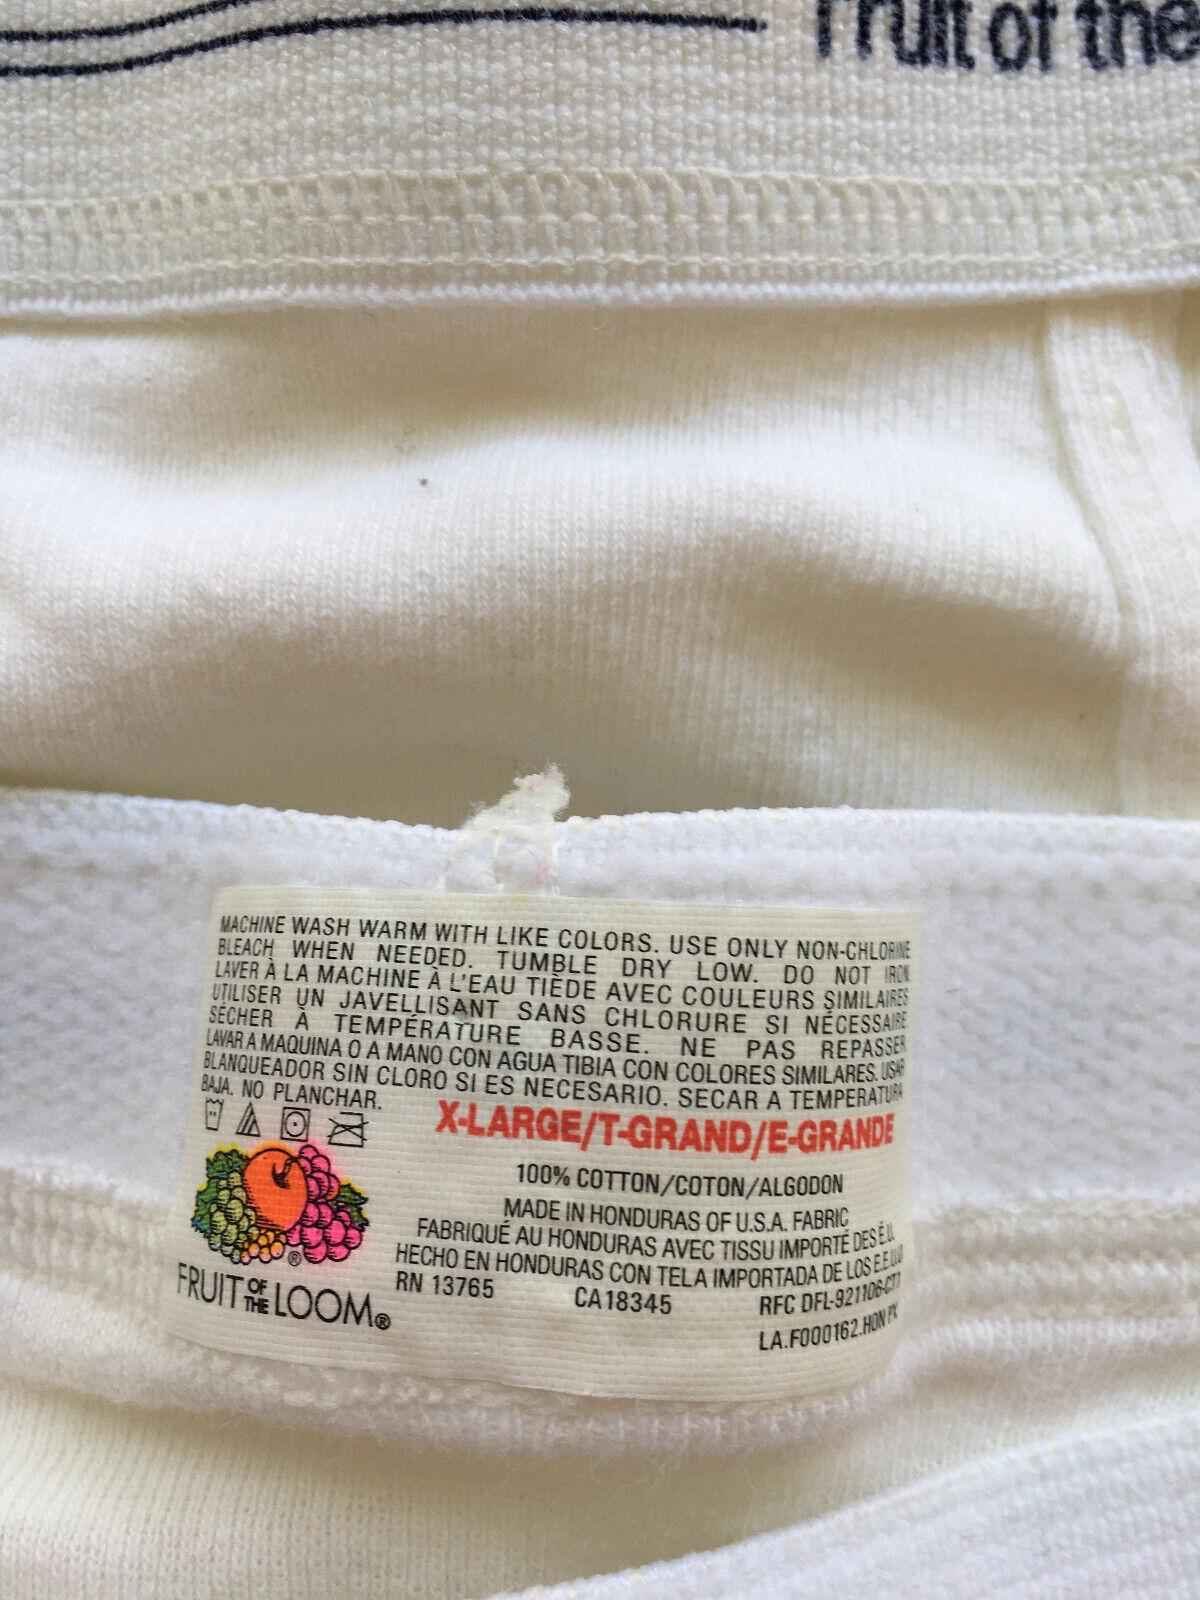 Fruit of the
MACHINE WASH WARM WITH LIKE COLORS. USE ONLY NON-CHLORINE
BLEACH WHEN NEEDED. TUMBLE DRY LOW. DO NOT IRON.
LAVER À LA MACHINE À L'EAU TIÈDE AVEC COULEURS SIMILAIRES
UTILISER UN JAVELLISANT SANS CHLORURE SI NÉCESSAIRE
SÉCHER À TEMPÉRATURE BASSE. NE PAS REPASSER
LAVAR A MAQUINA O A MANO CON AGUA TIBIA CON COLORES SIMILARES. USAR
BLANQUEADOR SIN CLORO SI ES NECESARIO. SECAR A TEMPERATURA
BAJA. NO PLANCHAR.
X-LARGE/T-GRAND/E-GRANDE
100% COTTON/COTON/ALGODON
MADE IN HONDURAS OF U.S.A. FABRIC
FABRIQUÉ AU HONDURAS AVEC TISSU IMPORTÉ DES É.U.
HECHO EN HONDURAS CON TELA IMPORTADA DE LOS E.E.U.U
RN 13765 CA18345 RFC DFL-921106-CT7
LA.F000162.HON PX
FRUIT OF THE LOOM®